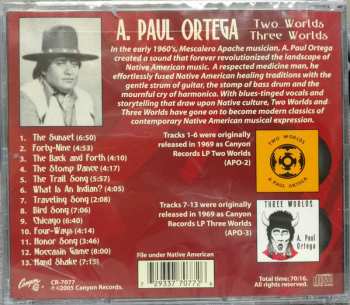 A. PAUL ORTEGA
Two Worlds
Three Worlds
In the early 1960's, Mescalero Apache musician, A. Paul Ortega
created a sound that forever revolutionized the landscape of
Native American music. A respected medicine man, he
effortlessly fused Native American healing traditions with the
gentle strum of guitar, the stomp of bass drum and the
mournful cry of harmonica. With blues-tinged vocals and
storytelling that draw upon Native culture, Two Worlds and
Three Worlds have gone on to become modern classics of
contemporary Native American musical expression.
1. The Sunset (6:50)
2. Forty-Nine (4:53)
3. The Back and Forth (4:10)
4. The Stomp Dance (4:17)
5. The Trail Song (5:51)
6. What Is An Indian? (6:05)
7. Traveling Song (2:21)
8. Bird Song (7:06)
9. Chicago (6:40)
10. Four-Ways (4:14)
11. Honor Song (3:46)
12. Moccasin Game (6:53)
13. Hand Shake (7:13)
Tracks 1-6 were originally
released in 1969 as Canyon
Records LP Two Worlds
(APO-2)
TWO WORLDS
A. PAUL ORTEGA
Tracks 7-13 were originally
released in 1969 as Canyon
Records LP Three Worlds
(APO-3)
THREE WORLDS
A. Paul
Ortega
File under Native American
Canyon
CR-7077
℗©2005 Canyon Records.
7 29337 70772 6
Total time: 70:16.